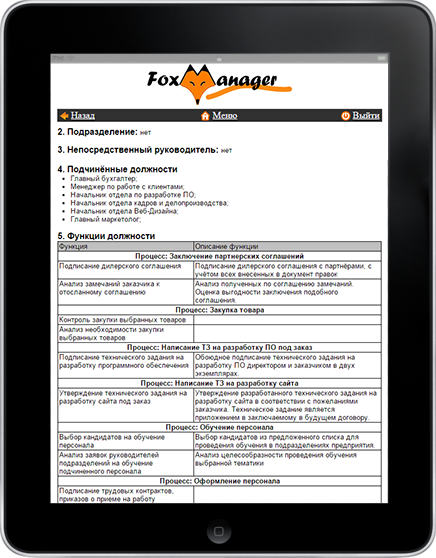 Fox Manager
Назад Меню Выйти
2. Подразделение: нет
3. Непосредственный руководитель: нет
4. Подчинённые должности
Главный бухгалтер;
Менеджер по работе с клиентами;
Начальник отдела по разработке ПО;
Начальник отдела кадров и делопроизводства;
Начальник отдела Веб-Дизайна;
Главный маркетолог;
5. Функции должности
Функция Описание функции
Процесс: Заключение партнерских соглашений
Подписание дилерского соглашения
Подписание дилерского соглашения с партнёрами, с
учётом всех внесенных в документ правок
Анализ замечаний заказчика к
отосланному соглашению
Анализ полученных по соглашению замечаний.
Оценка выгодности заключения подобного
соглашения.
Процесс: Закупка товара
Контроль закупки выбранных товаров
Анализ необходимости закупки
выбранных товаров
Процесс: Написание ТЗ на разработку ПО под заказ
Подписание технического задания на
разработку программного обеспечения
Обоюдное подписание технического задания на
разработку ПО директором и заказчиком в двух
экземплярах.
Процесс: Написание ТЗ на разработку сайта
Утверждение технического задания на
разработку сайта под заказ
Утверждение разработанного технического задания на
разработку сайта в соответствии с пожеланиями
заказчика. Техническое задание является
приложением в заключаемому в будущем договору.
Процесс: Обучение персонала
Выбор кандидатов на обучение
персонала
Выбор кандидатов из предложенного списка для
проведения обучения в подразделениях предприятия.
Анализ заявок руководителей
подразделений на обучение
подчиненного персонала
Анализ целесообразности проведения обучения
выбранной тематики
Процесс: Оформление персонала
Подписание трудовых контрактов,
приказов о приеме на работу